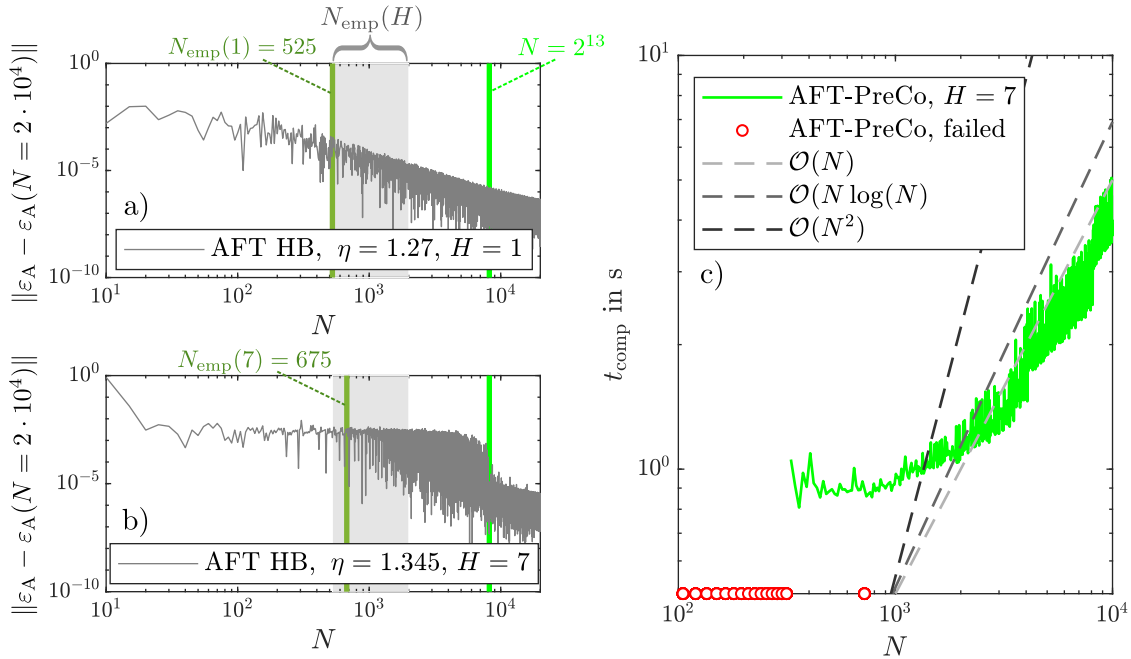 N_emp(H)
N_emp(1) = 525
N = 2^13
10^0
10^-5
10^-10
‖ε_A − ε_A(N = 2 · 10^4)‖
a)
AFT HB, η = 1.27, H = 1
10^1 10^2 10^3 10^4
N
N_emp(7) = 675
10^0
10^-5
10^-10
‖ε_A − ε_A(N = 2 · 10^4)‖
b)
AFT HB, η = 1.345, H = 7
10^1 10^2 10^3 10^4
N
10^1
10^0
t_comp in s
AFT-PreCo, H = 7
AFT-PreCo, failed
O(N)
O(N log(N)
O(N^2)
c)
10^2 10^3 10^4
N